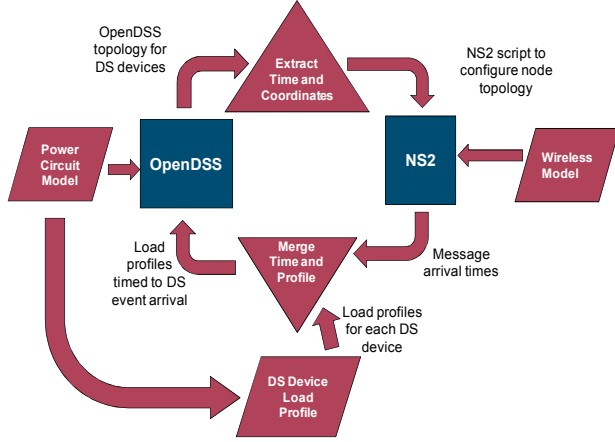 OpenDSS
topology for
DS devices
Extract
Time and
Coordinates
NS2 script to
configure node
topology
Power
Circuit
Model
OpenDSS
NS2
Wireless
Model
Load
profiles
timed to DS
event arrival
Merge
Time and
Profile
Message
arrival times
Load profiles
for each DS
device
DS Device
Load
Profile